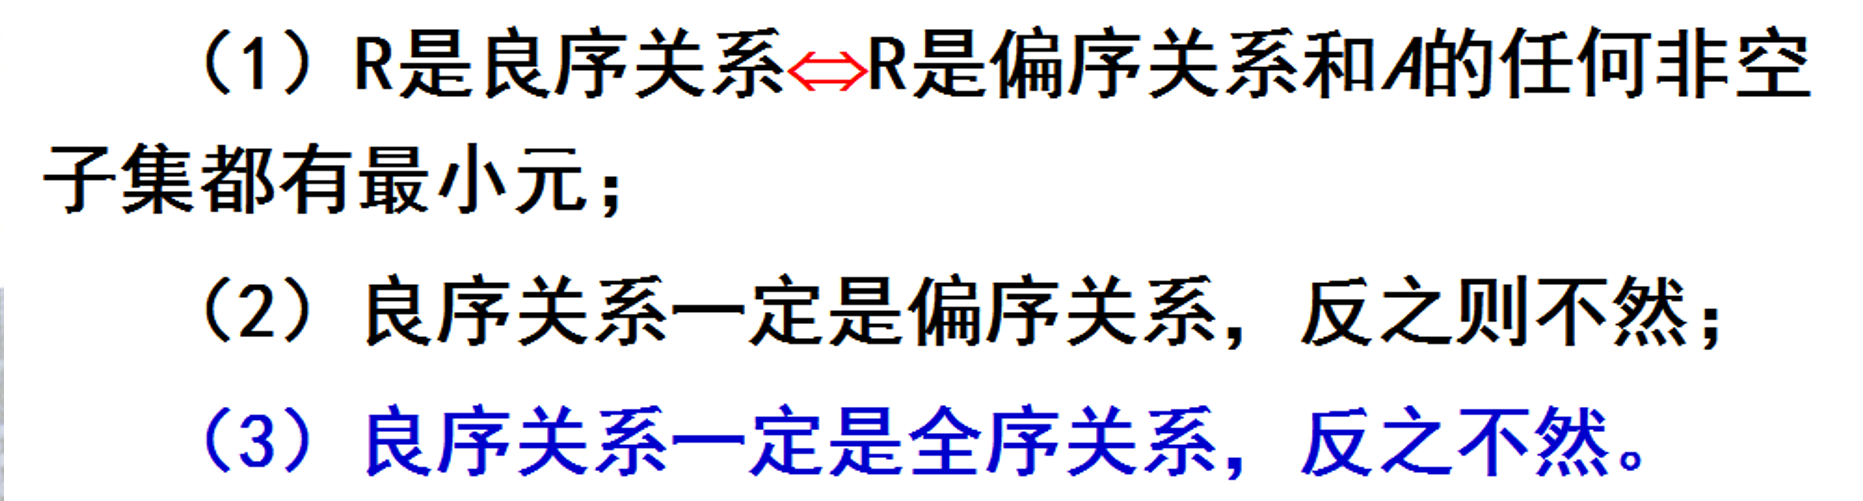 （1）R是良序关系⇔R是偏序关系和A的任何非空
子集都有最小元；
（2）良序关系一定是偏序关系，反之则不然；
（3）良序关系一定是全序关系，反之不然。